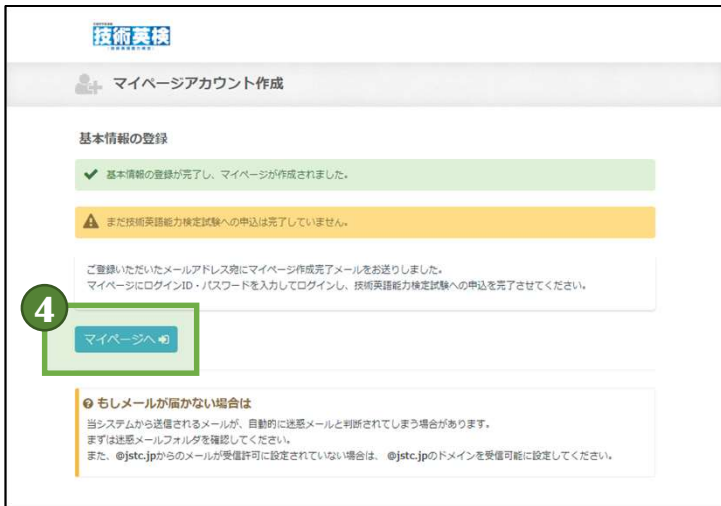 技術英検
マイページアカウント作成
基本情報の登録
基本情報の登録が完了し、マイページが作成されました。
まだ技術英語能力検定試験への申込は完了していません。
ご登録いただいたメールアドレス宛にマイページ作成完了メールをお送りしました。
マイページにログインID・パスワードを入力してログインし、技術英語能力検定試験への申込を完了させてください。
4
マイページへ
もしメールが届かない場合は
当システムから送信されるメールが、自動的に迷惑メールと判断されてしまう場合があります。
まずは迷惑メールフォルダを確認してください。
また、@jstc.jpからのメールが受信許可に設定されていない場合は、 @jstc.jpのドメインを受信可能に設定してください。